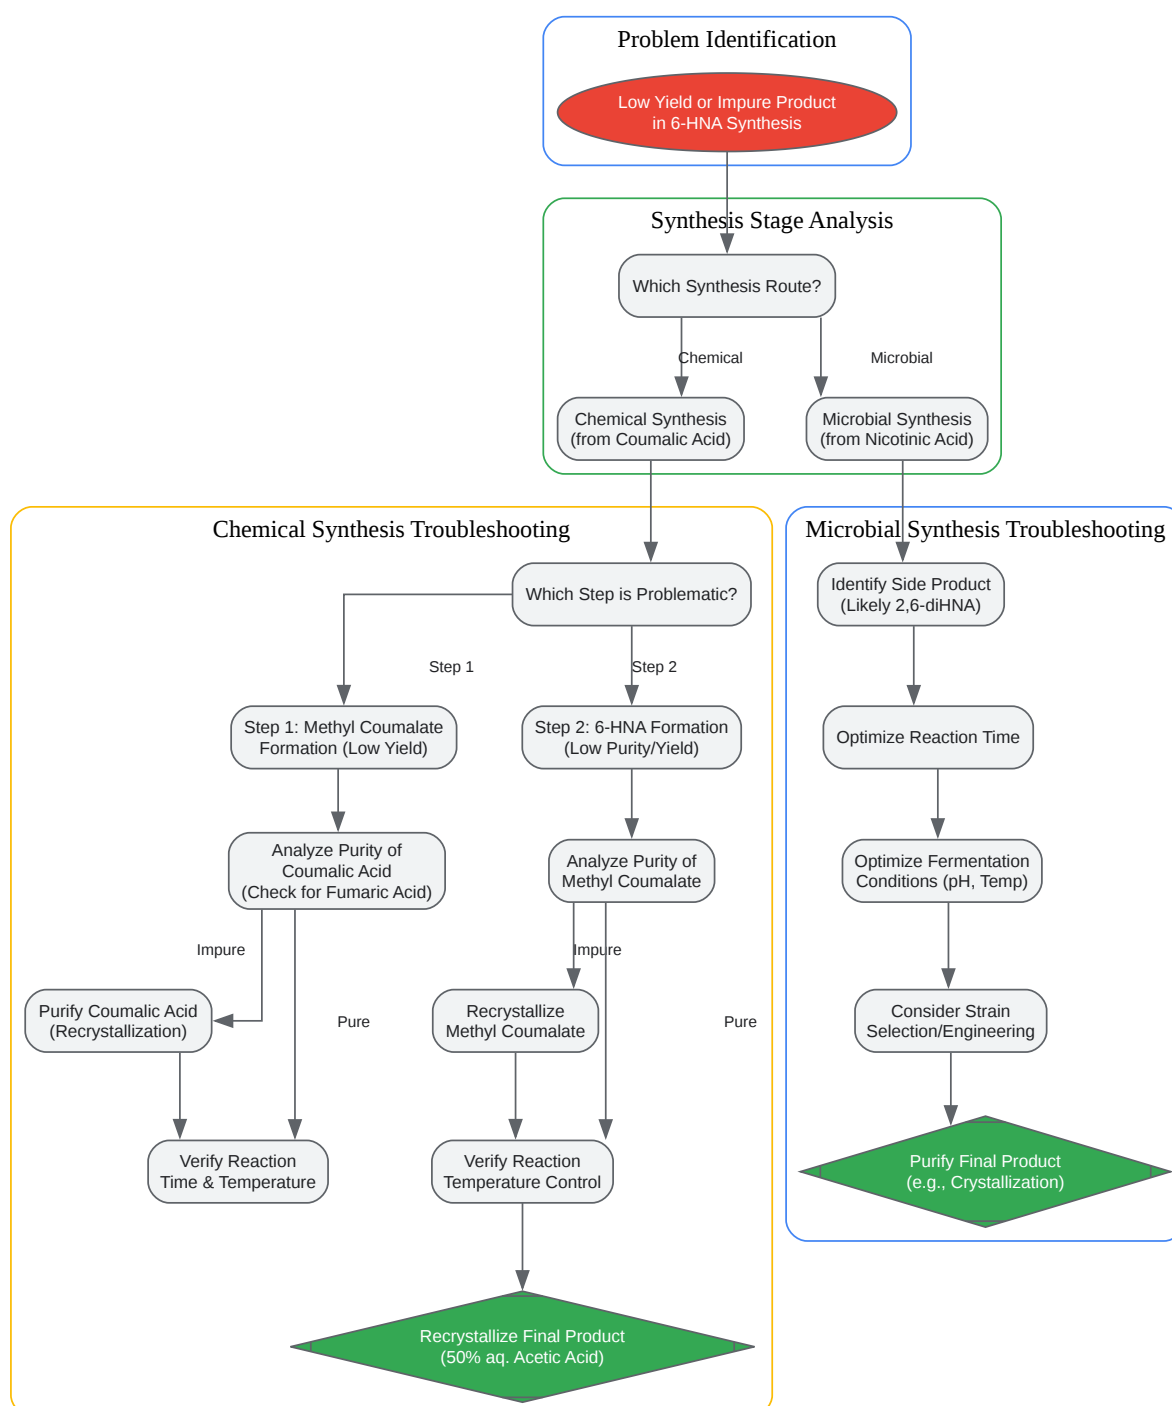 Problem Identification
Low Yield or Impure Product
in 6-HNA Synthesis
Synthesis Stage Analysis
Which Synthesis Route?
Chemical
Microbial
Chemical Synthesis
(from Coumalic Acid)
Microbial Synthesis
(from Nicotinic Acid)
Chemical Synthesis Troubleshooting
Which Step is Problematic?
Step 1
Step 2
Step 1: Methyl Coumalate
Formation (Low Yield)
Step 2: 6-HNA Formation
(Low Purity/Yield)
Analyze Purity of
Coumalic Acid
(Check for Fumaric Acid)
Analyze Purity of
Methyl Coumalate
Impure
Impure
Purify Coumalic Acid
(Recrystallization)
Pure
Recrystallize
Methyl Coumalate
Pure
Verify Reaction
Time & Temperature
Verify Reaction
Temperature Control
Recrystallize Final Product
(50% aq. Acetic Acid)
Microbial Synthesis Troubleshooting
Identify Side Product
(Likely 2,6-diHNA)
Optimize Reaction Time
Optimize Fermentation
Conditions (pH, Temp)
Consider Strain
Selection/Engineering
Purify Final Product
(e.g., Crystallization)